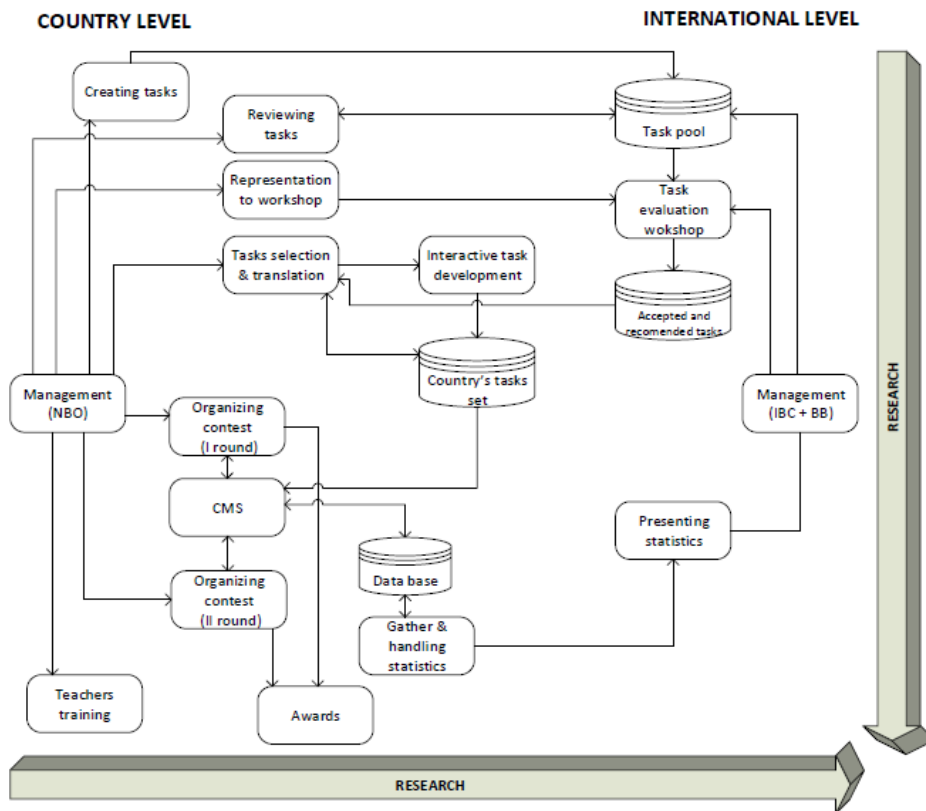 COUNTRY LEVEL
INTERNATIONAL LEVEL
Creating tasks
Reviewing
tasks
Task pool
Representation
to workshop
Task
evaluation
wokshop
Tasks selection
& translation
Interactive task
development
Accepted and
recomended tasks
Country's tasks
set
Management
(NBO)
Organizing
contest
(I round)
Management
(IBC + BB)
RESEARCH
CMS
Presenting
statistics
Data base
Organizing
contest
(II round)
Gather &
handling
statistics
Teachers
training
Awards
RESEARCH